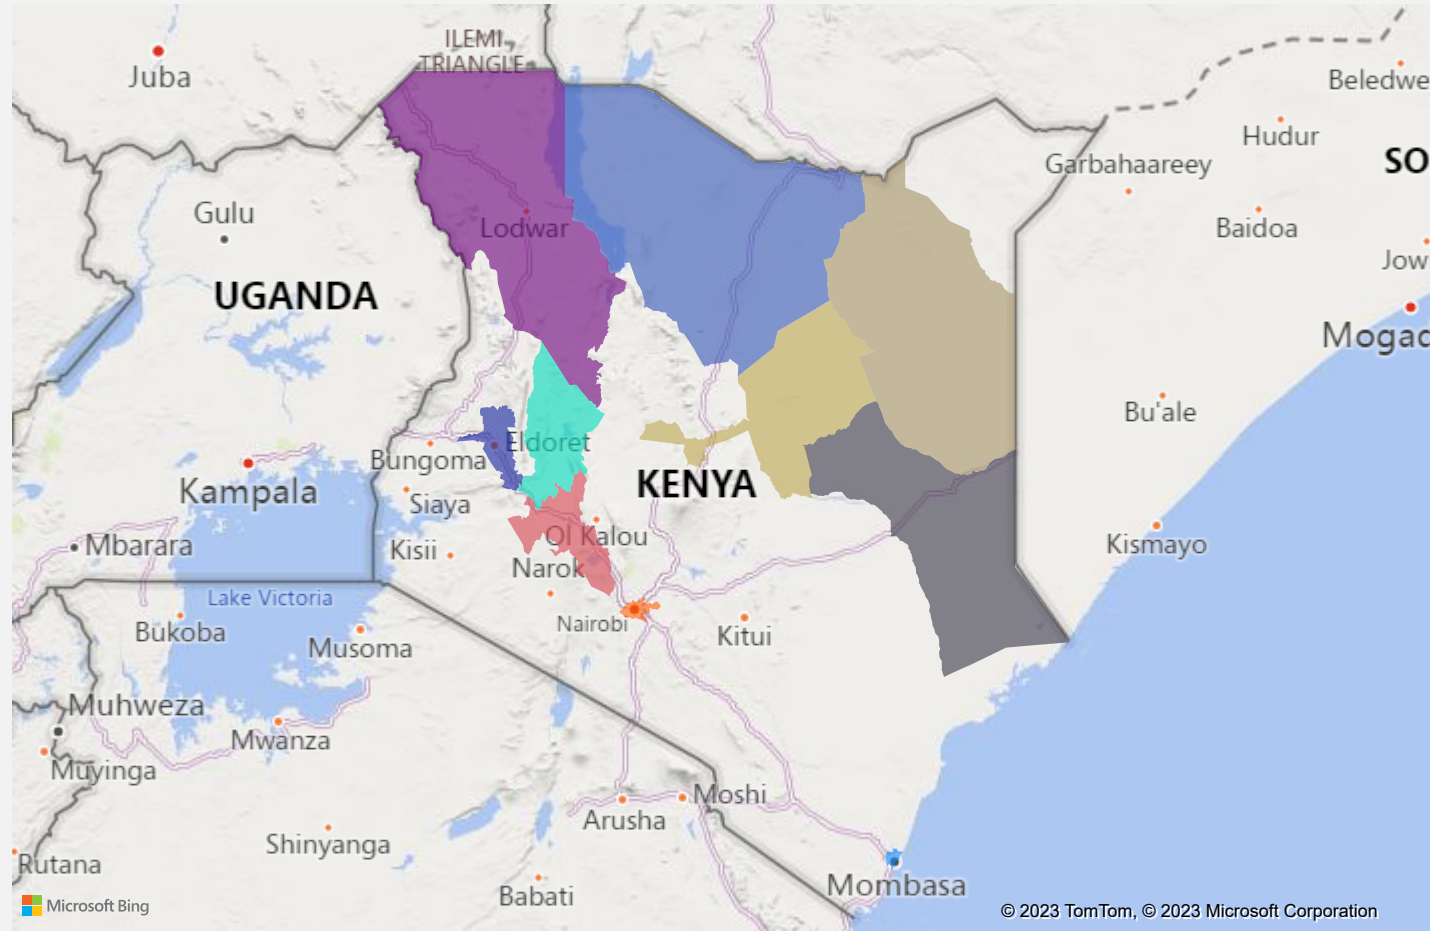 ILEMI
TRIANGLE
Juba
Beledwe
Hudur
Garbahaareey
SO
Gulu
Lodwar
Baidoa
Jow
UGANDA
Mogad
Bu'ale
Eldoret
Bungoma
KENYA
Kampala
Siaya
Ol Kalou
Kisii
Mbarara
Kismayo
Narok
Lake Victoria
Nairobi
Bukoba
Kitui
Musoma
Muhweza
Mwanza
Muyinga
Moshi
Arusha
Shinyanga
Rutana
Mombasa
Babati
Microsoft Bing
© 2023 TomTom, © 2023 Microsoft Corporation